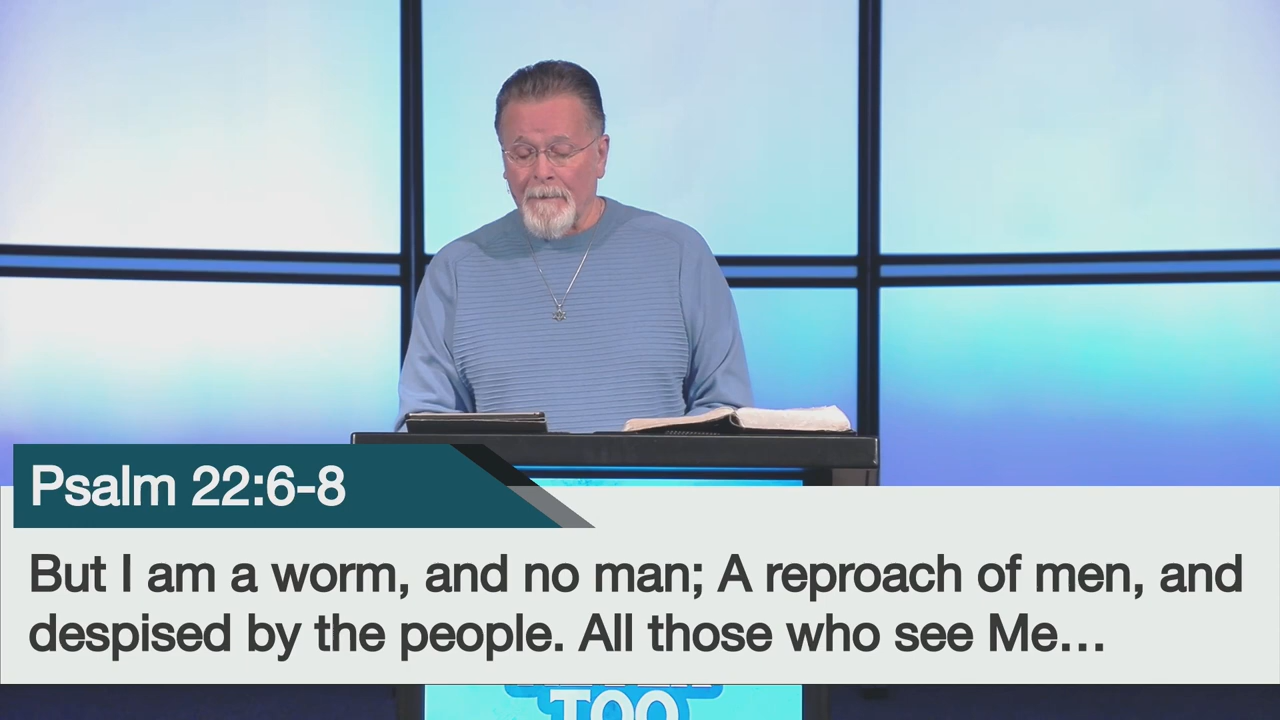 Psalm 22:6-8
But I am a worm, and no man; A reproach of men, and
despised by the people. All those who see Me…
TOO